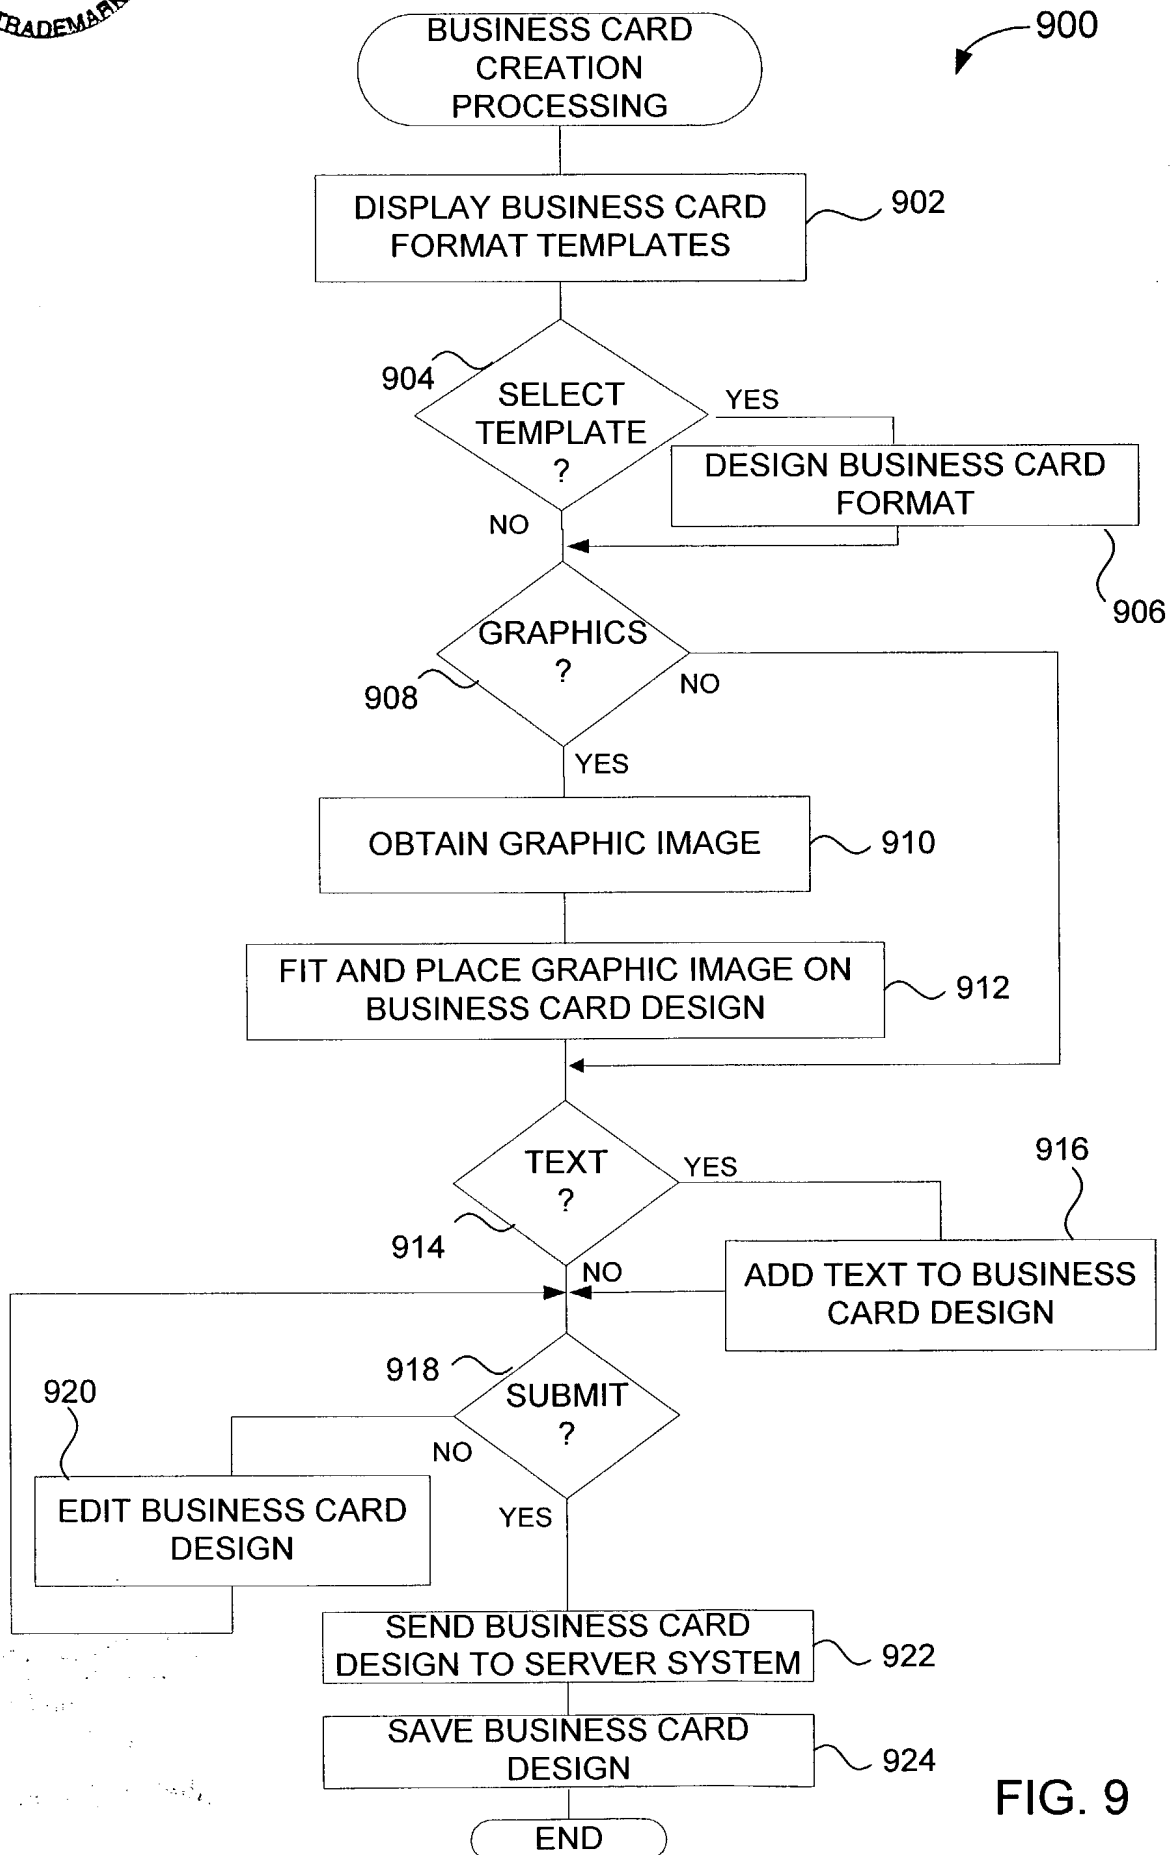 TRADEMARK
BUSINESS CARD
CREATION
PROCESSING
900
DISPLAY BUSINESS CARD
FORMAT TEMPLATES
902
904
SELECT
TEMPLATE
?
YES
NO
DESIGN BUSINESS CARD
FORMAT
906
GRAPHICS
?
908
NO
YES
OBTAIN GRAPHIC IMAGE
910
FIT AND PLACE GRAPHIC IMAGE ON
BUSINESS CARD DESIGN
912
TEXT
?
YES
914
NO
916
ADD TEXT TO BUSINESS
CARD DESIGN
918
SUBMIT
?
NO
YES
920
EDIT BUSINESS CARD
DESIGN
SEND BUSINESS CARD
DESIGN TO SERVER SYSTEM
922
SAVE BUSINESS CARD
DESIGN
924
END
FIG. 9